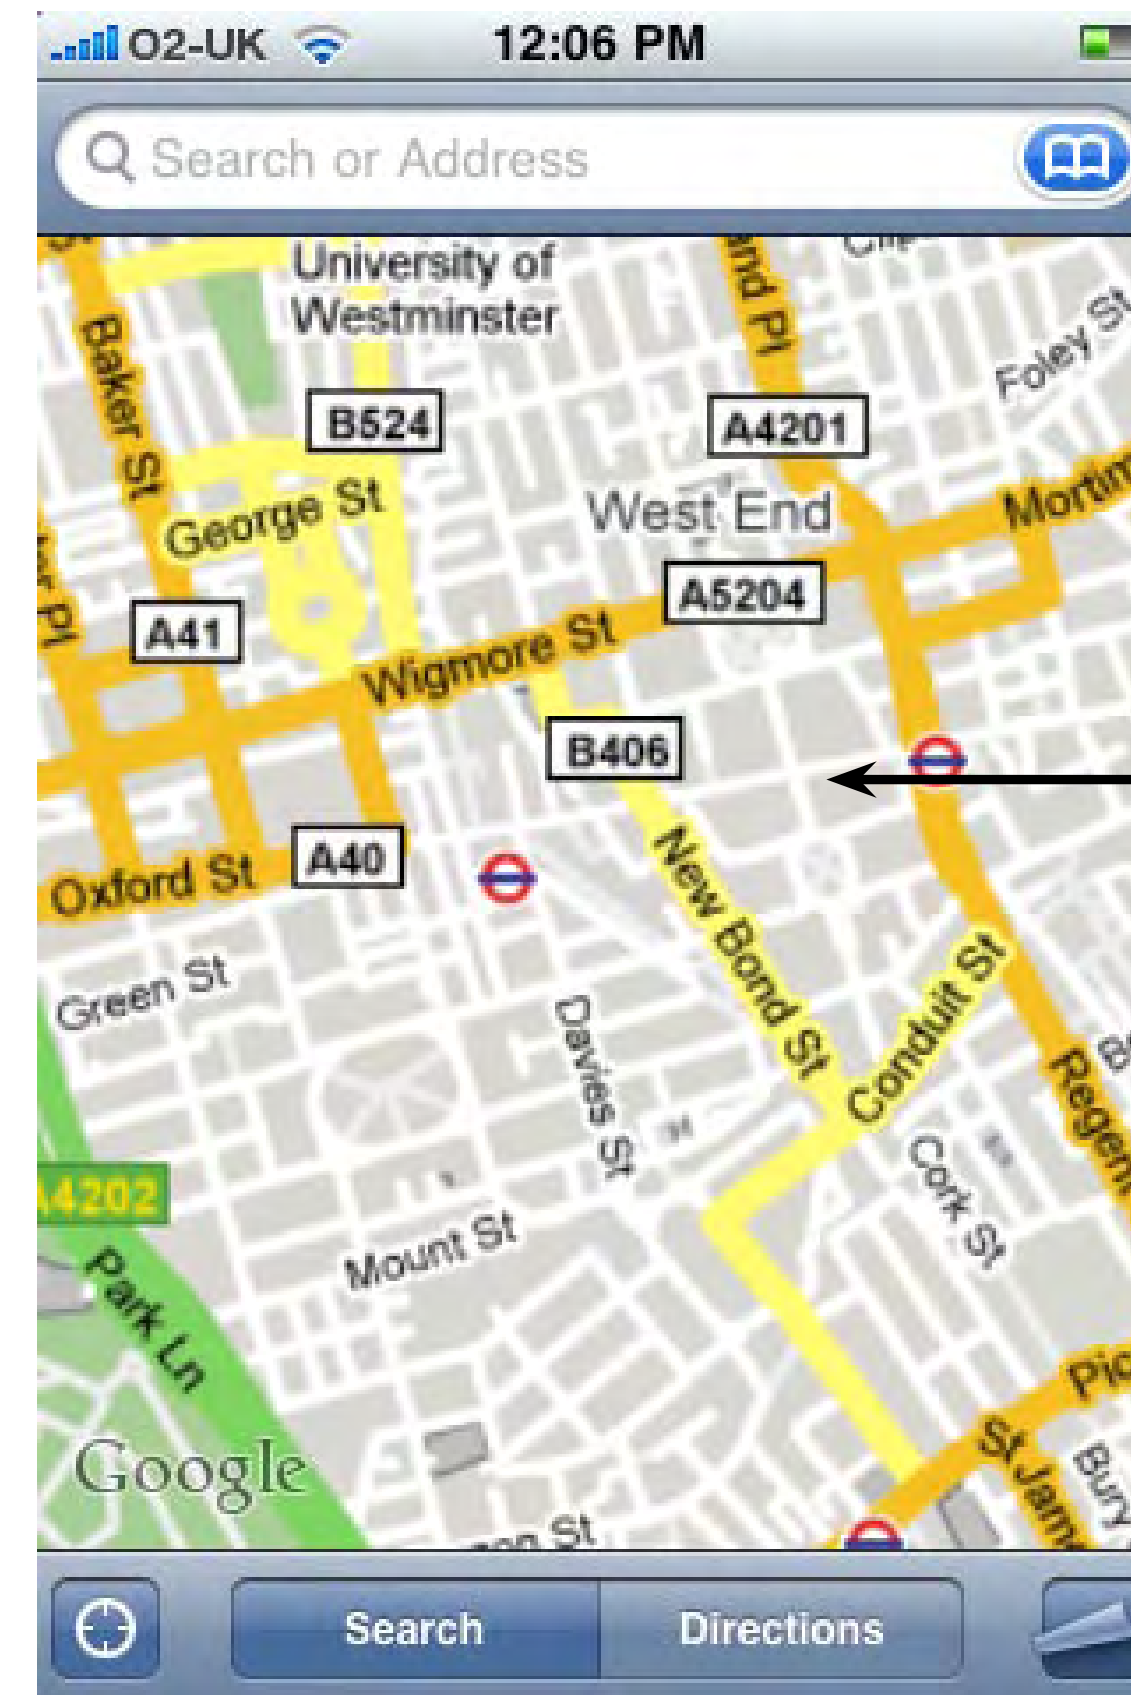 O2-UK
12:06 PM
Search or Address
University of
Westminster
Baker St
B524
A4201
Foley St
George St
West End
A5204
A41
Wigmore St
B406
Oxford St
A40
New Bond St
Green St
Davies St
Conduit St
Cork St
A4202
Mount St
Park Ln
Google
Search
Directions